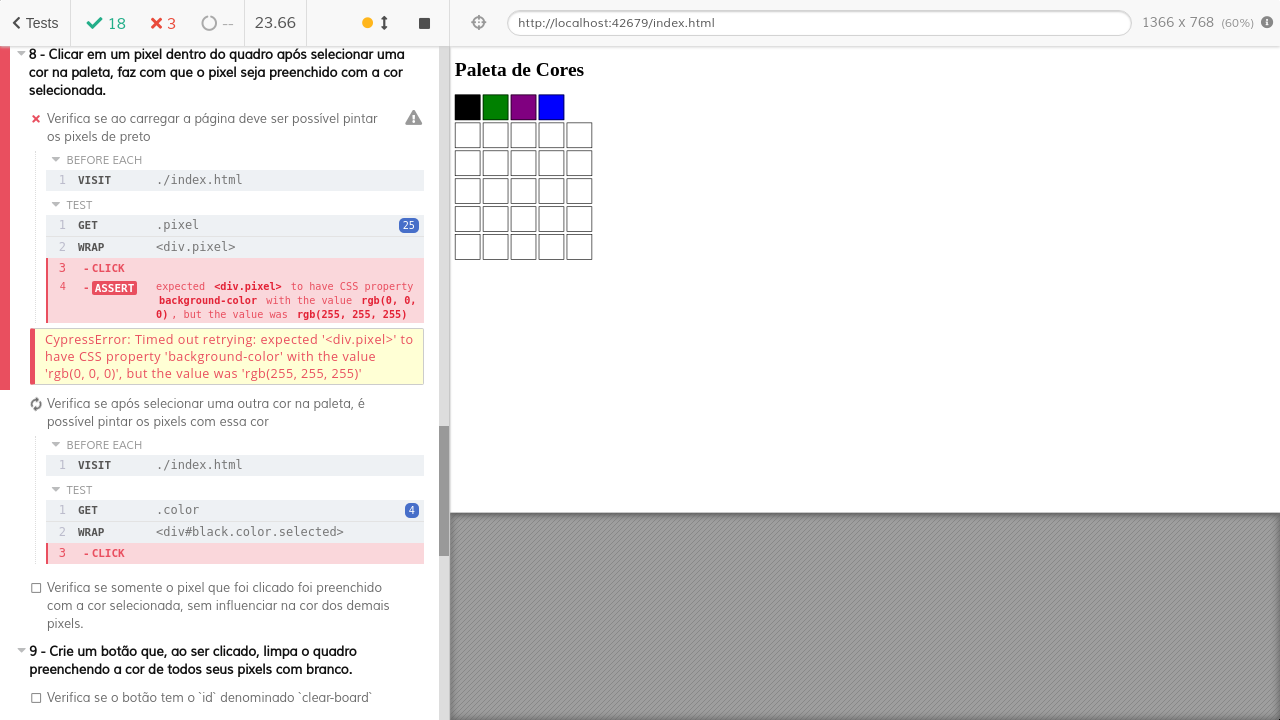 Tests
18
3
--
23.66
http://localhost:42679/index.html
1366 x 768 (60%)
8 - Clicar em um pixel dentro do quadro após selecionar uma
cor na paleta, faz com que o pixel seja preenchido com a cor
selecionada.
Verifica se ao carregar a página deve ser possível pintar
os pixels de preto
BEFORE EACH
1 VISIT ./index.html
TEST
1 GET .pixel 25
2 WRAP <div.pixel>
3 - CLICK
4 - ASSERT expected <div.pixel> to have CSS property
background-color with the value rgb(0, 0,
0), but the value was rgb(255, 255, 255)
CypressError: Timed out retrying: expected '<div.pixel>' to
have CSS property 'background-color' with the value
'rgb(0, 0, 0)', but the value was 'rgb(255, 255, 255)'
Verifica se após selecionar uma outra cor na paleta, é
possível pintar os pixels com essa cor
BEFORE EACH
1 VISIT ./index.html
TEST
1 GET .color 4
2 WRAP <div#black.color.selected>
3 - CLICK
Verifica se somente o pixel que foi clicado foi preenchido
com a cor selecionada, sem influenciar na cor dos demais
pixels.
9 - Crie um botão que, ao ser clicado, limpa o quadro
preenchendo a cor de todos seus pixels com branco.
Verifica se o botão tem o `id` denominado `clear-board`
Paleta de Cores